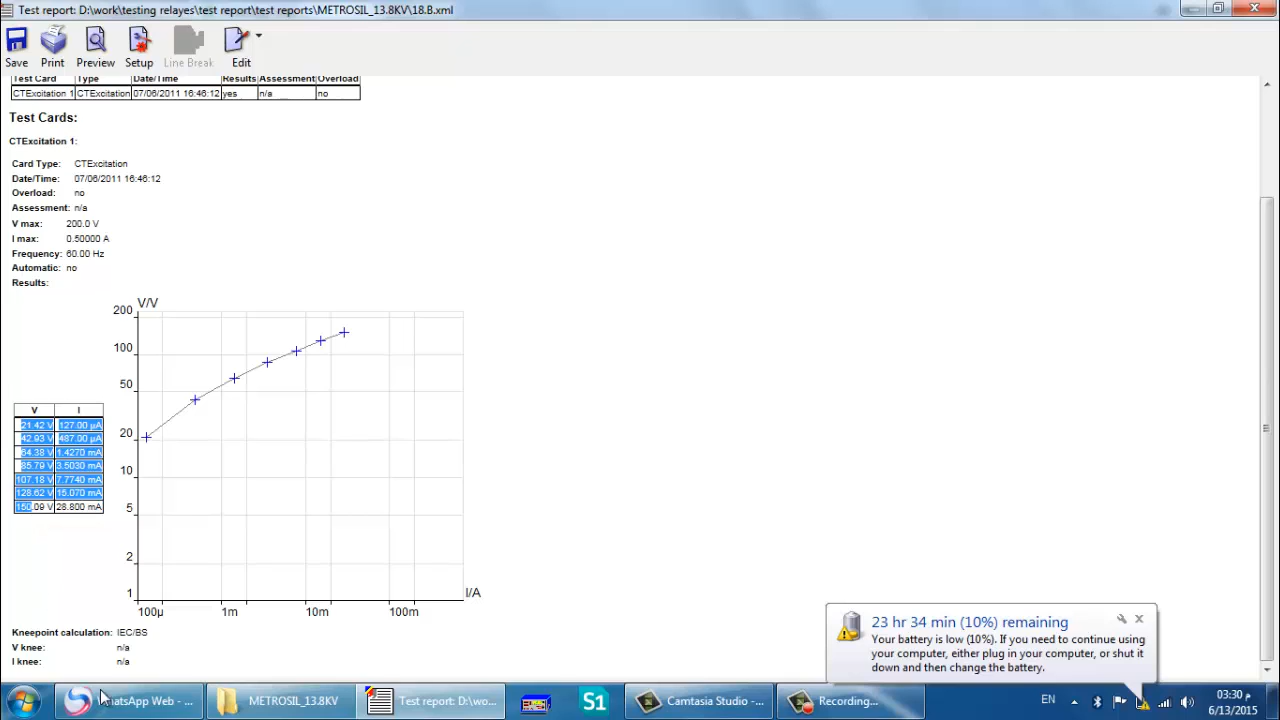 Test report: D:\work\testing relayes\test report\test reports\METROSIL_13.8KV\18.B.xml
Save
Print
Preview
Setup
Line Break
Edit
Test Card Type Date/Time Results Assessment Overload
CTExcitation 1 CTExcitation 07/06/2011 16:46:12 yes n/a no
Test Cards:
CTExcitation 1:
Card Type: CTExcitation
Date/Time: 07/06/2011 16:46:12
Overload: no
Assessment: n/a
V max: 200.0 V
I max: 0.50000 A
Frequency: 60.00 Hz
Automatic: no
Results:
V/V
200
100
50
20
10
5
2
1
100µ 1m 10m 100m
I/A
V I
21.42 V 127.00 µA
42.93 V 487.00 µA
64.38 V 1.4270 mA
85.79 V 3.5030 mA
107.18 V 7.7740 mA
128.62 V 15.070 mA
150.09 V 28.800 mA
Kneepoint calculation: IEC/BS
V knee: n/a
I knee: n/a
23 hr 34 min (10%) remaining
Your battery is low (10%). If you need to continue using
your computer, either plug in your computer, or shut it
down and then change the battery.
hatsApp Web - ...
METROSIL_13.8KV
Test report: D:\wo...
S1
Camtasia Studio -...
Recording...
EN
03:30 م
6/13/2015